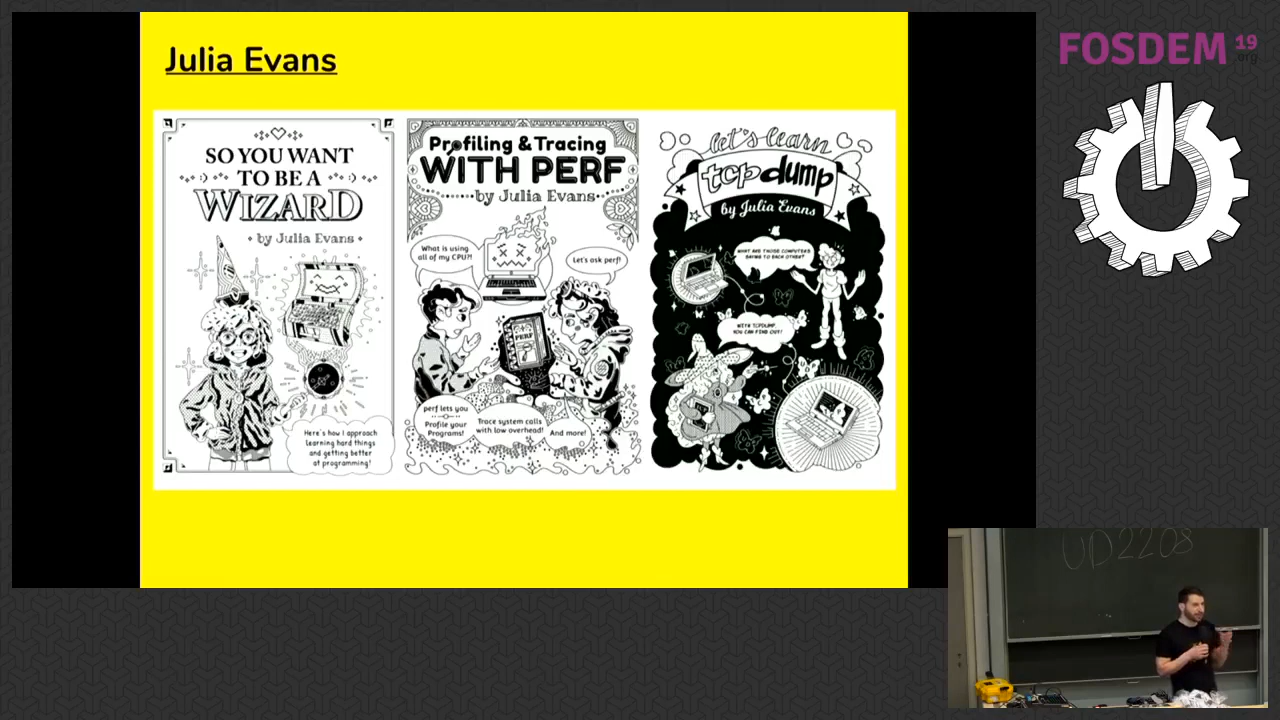 Julia Evans
SO YOU WANT
TO BE A
WIZARD
by Julia Evans
Here's how I approach
learning hard things
and getting better
at programming!
Profiling & Tracing
WITH PERF
by Julia Evans
What is using
all of my CPU?!
Let's ask perf!
PERF
perf lets you
Profile your
Programs!
Trace system calls
with low overhead!
And more!
let's learn
tcpdump
by Julia Evans
WHAT ARE THOSE COMPUTERS
SAYING TO EACH OTHER?
WITH TCPDUMP,
YOU CAN FIND OUT!
FOSDEM 19
.org
UD2208